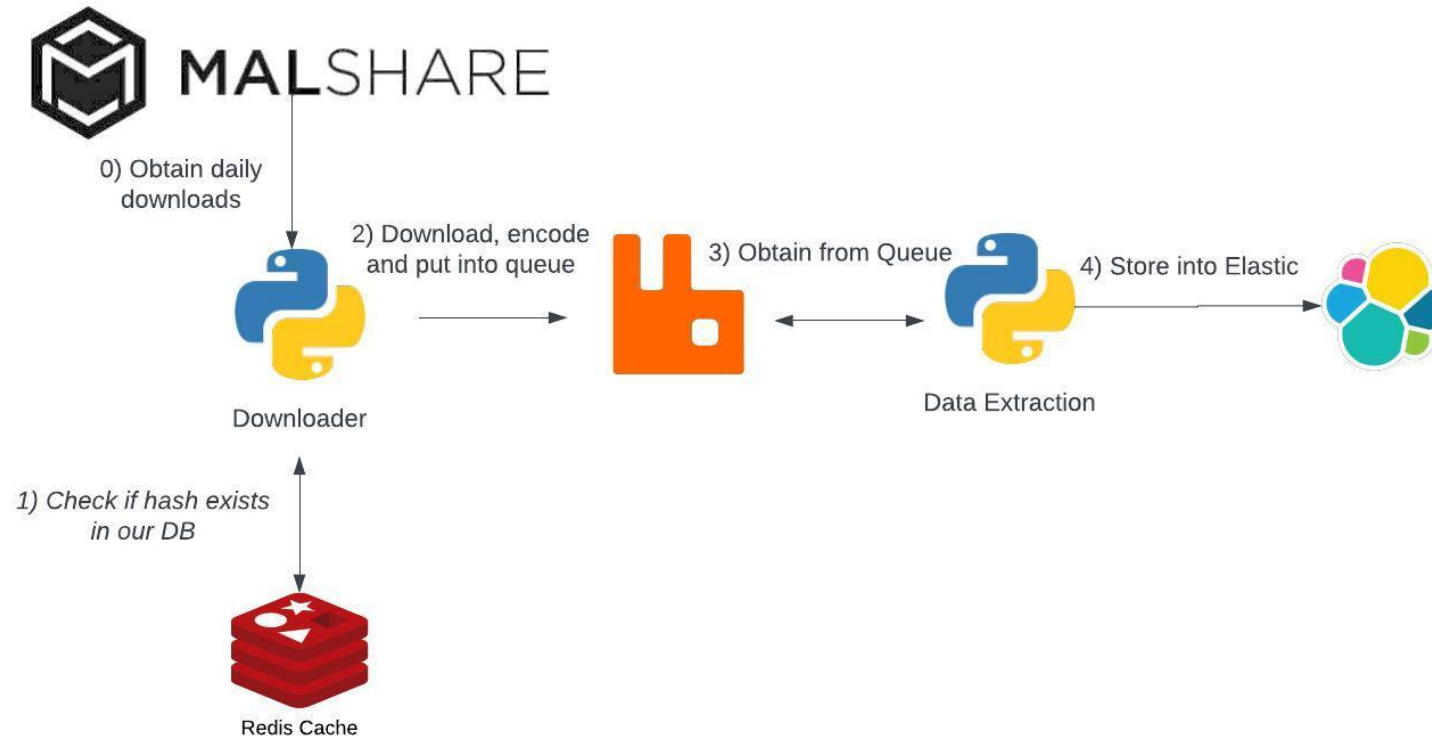 MALSHARE
0) Obtain daily
downloads
2) Download, encode
and put into queue
3) Obtain from Queue
4) Store into Elastic
Downloader
Data Extraction
1) Check if hash exists
in our DB
Redis Cache